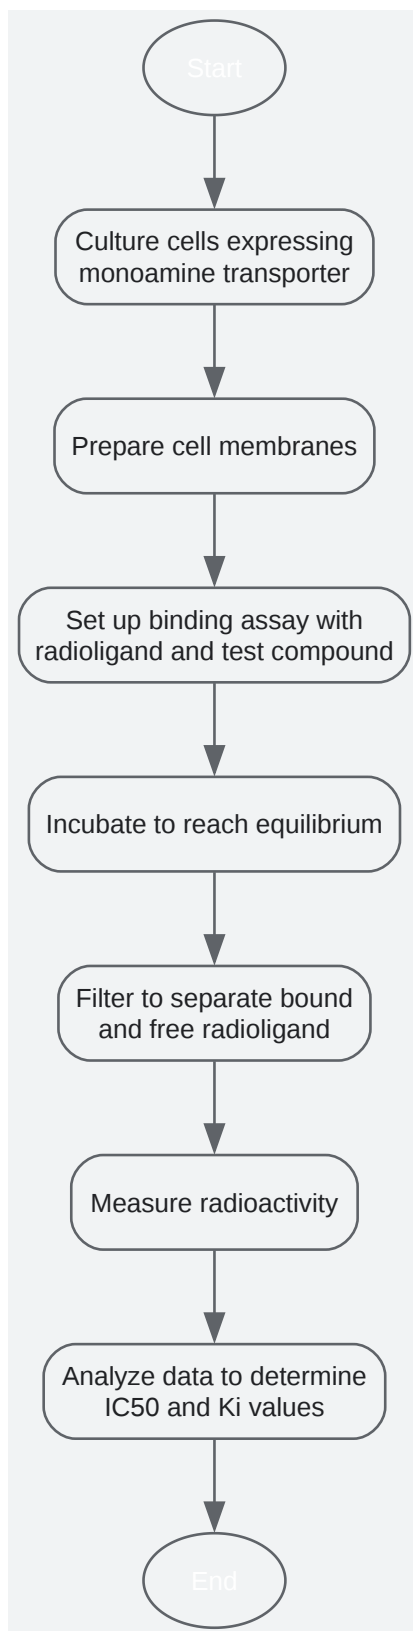 Start
Culture cells expressing
monoamine transporter
Prepare cell membranes
Set up binding assay with
radioligand and test compound
Incubate to reach equilibrium
Filter to separate bound
and free radioligand
Measure radioactivity
Analyze data to determine
IC50 and Ki values
End